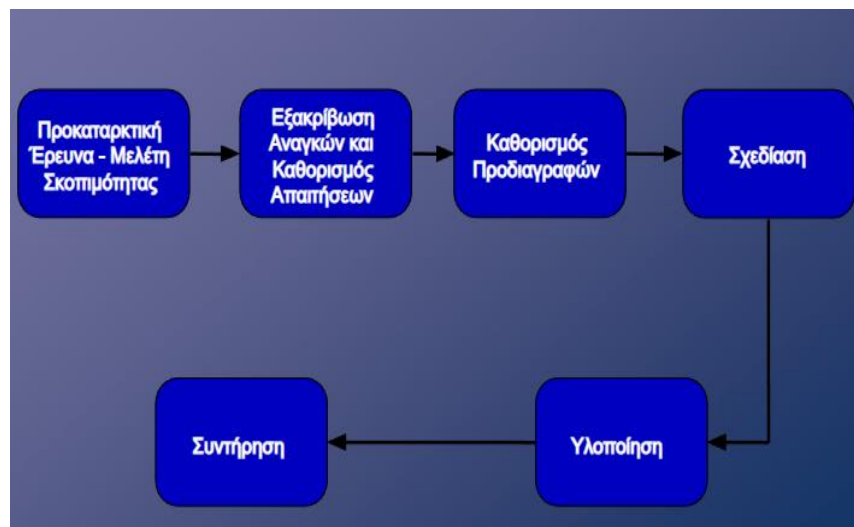 Προκαταρκτική
Έρευνα - Μελέτη
Σκοπιμότητας
Εξακρίβωση
Αναγκών και
Καθορισμός
Απαιτήσεων
Καθορισμός
Προδιαγραφών
Σχεδίαση
Συντήρηση
Υλοποίηση